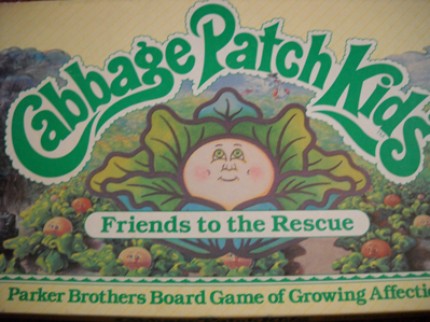 Cabbage Patch Kids
Friends to the Rescue
Parker Brothers Board Game of Growing Affecti